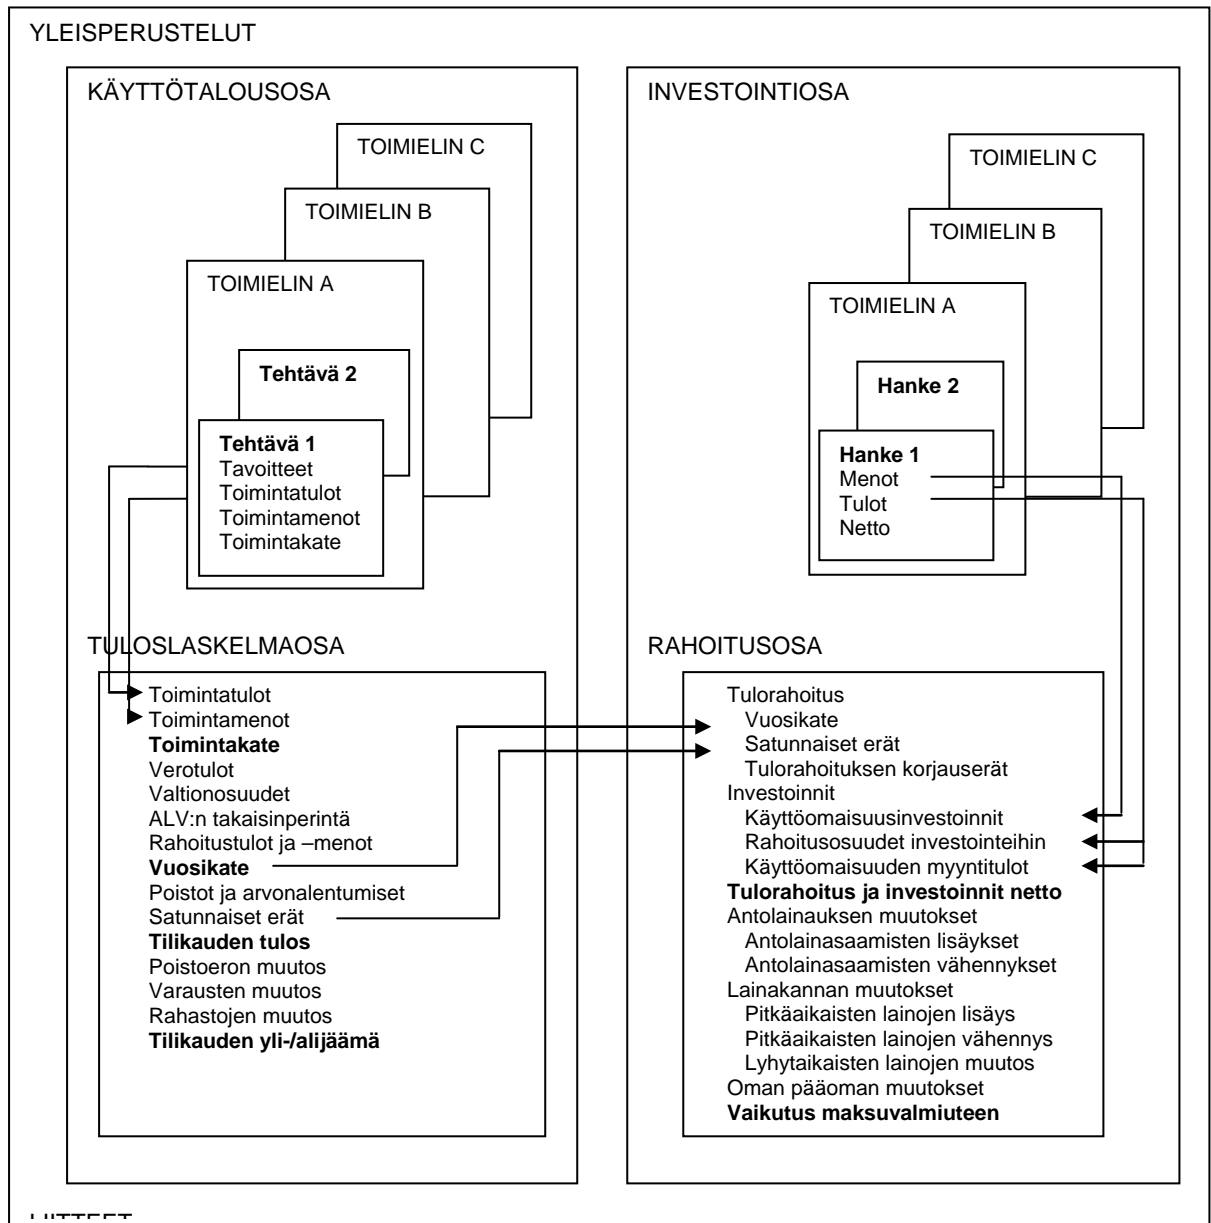 YLEISPERUSTELUT
KÄYTTÖTALOUSOSA
TOIMIELIN C
TOIMIELIN B
TOIMIELIN A
Tehtävä 2
Tehtävä 1
Tavoitteet
Toimintatulot
Toimintamenot
Toimintakate
INVESTOINTIOSA
TOIMIELIN C
TOIMIELIN B
TOIMIELIN A
Hanke 2
Hanke 1
Menot
Tulot
Netto
TULOSLASKELMAOSA
Toimintatulot
Toimintamenot
Toimintakate
Verotulot
Valtionosuudet
ALV:n takaisinperintä
Rahoitustulot ja –menot
Vuosikate
Poistot ja arvonalentumiset
Satunnaiset erät
Tilikauden tulos
Poistoeron muutos
Varausten muutos
Rahastojen muutos
Tilikauden yli-/alijäämä
RAHOITUSOSA
Tulorahoitus
Vuosikate
Satunnaiset erät
Tulorahoituksen korjauserät
Investoinnit
Käyttöomaisuusinvestoinnit
Rahoitusosuudet investointeihin
Käyttöomaisuuden myyntitulot
Tulorahoitus ja investoinnit netto
Antolainauksen muutokset
Antolainasaamisten lisäykset
Antolainasaamisten vähennykset
Lainakannan muutokset
Pitkäaikaisten lainojen lisäys
Pitkäaikaisten lainojen vähennys
Lyhytaikaisten lainojen muutos
Oman pääoman muutokset
Vaikutus maksuvalmiuteen
LIITTEET